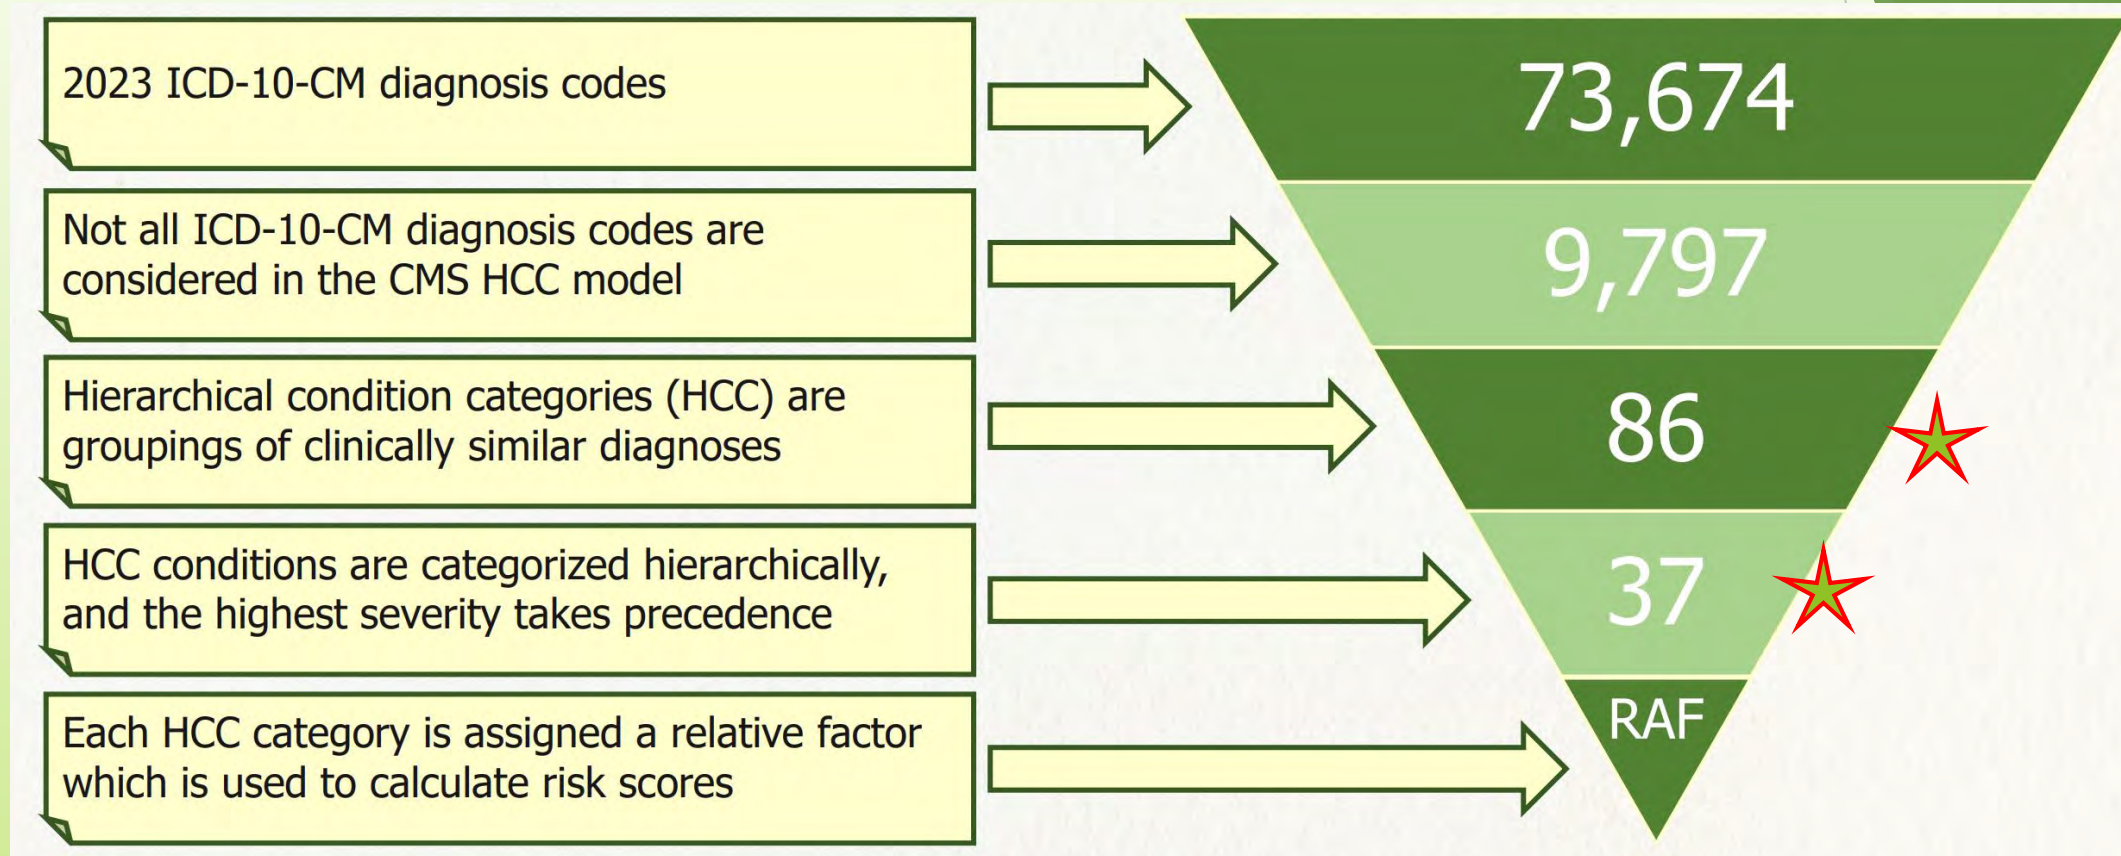 2023 ICD-10-CM diagnosis codes
73,674
Not all ICD-10-CM diagnosis codes are
considered in the CMS HCC model
9,797
Hierarchical condition categories (HCC) are
groupings of clinically similar diagnoses
86
HCC conditions are categorized hierarchically,
and the highest severity takes precedence
37
Each HCC category is assigned a relative factor
which is used to calculate risk scores
RAF